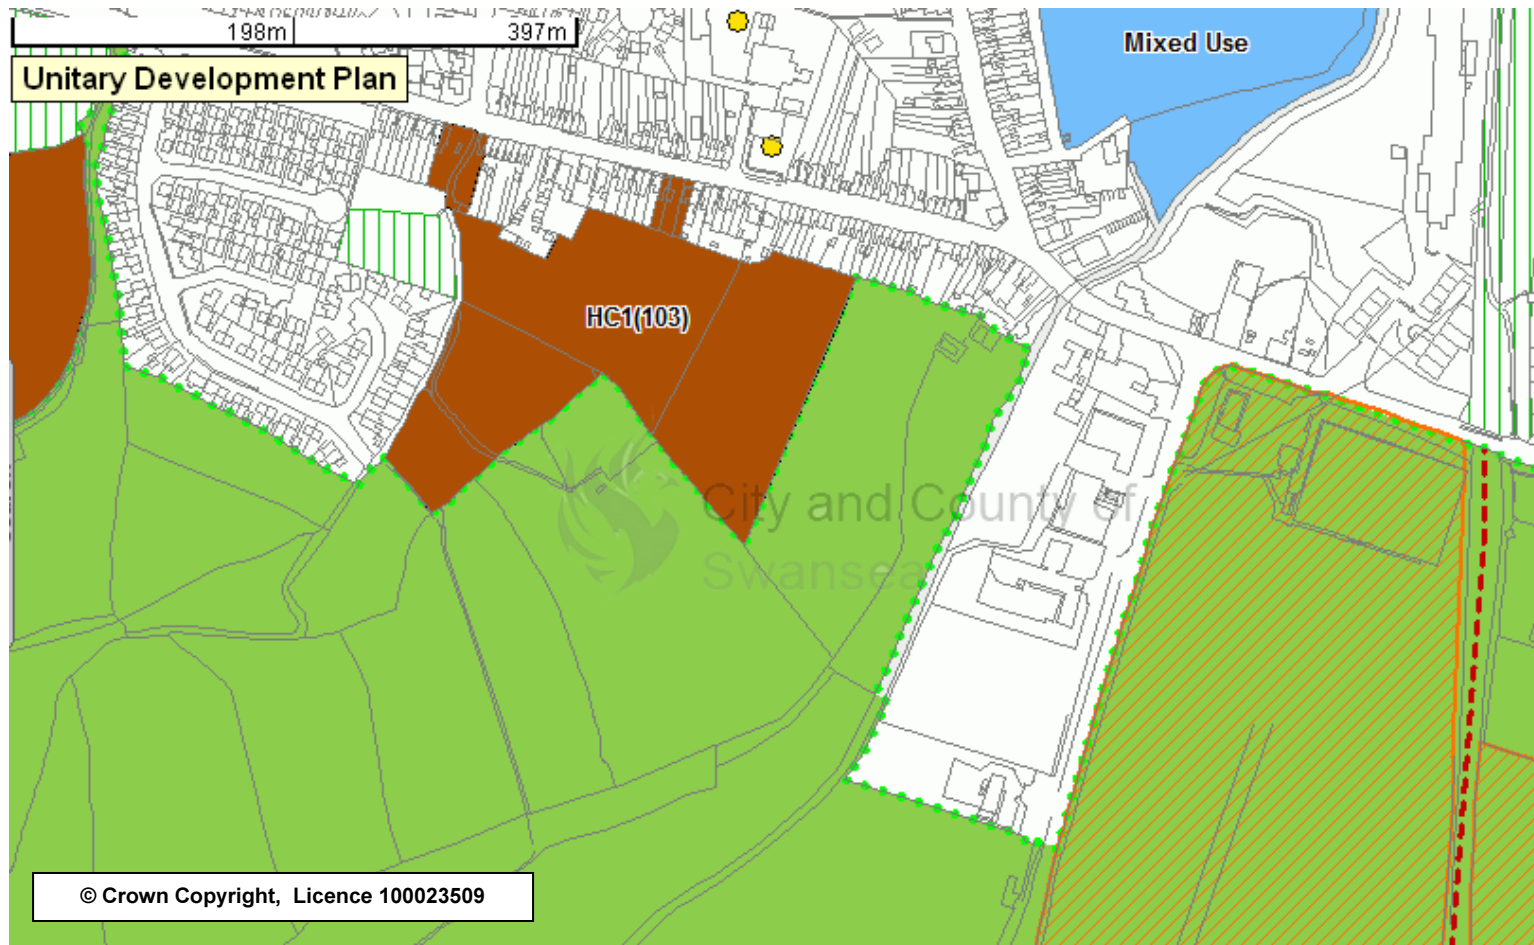 198m 397m
Unitary Development Plan
Mixed Use
HC1(103)
City and County of
Swansea
© Crown Copyright, Licence 100023509